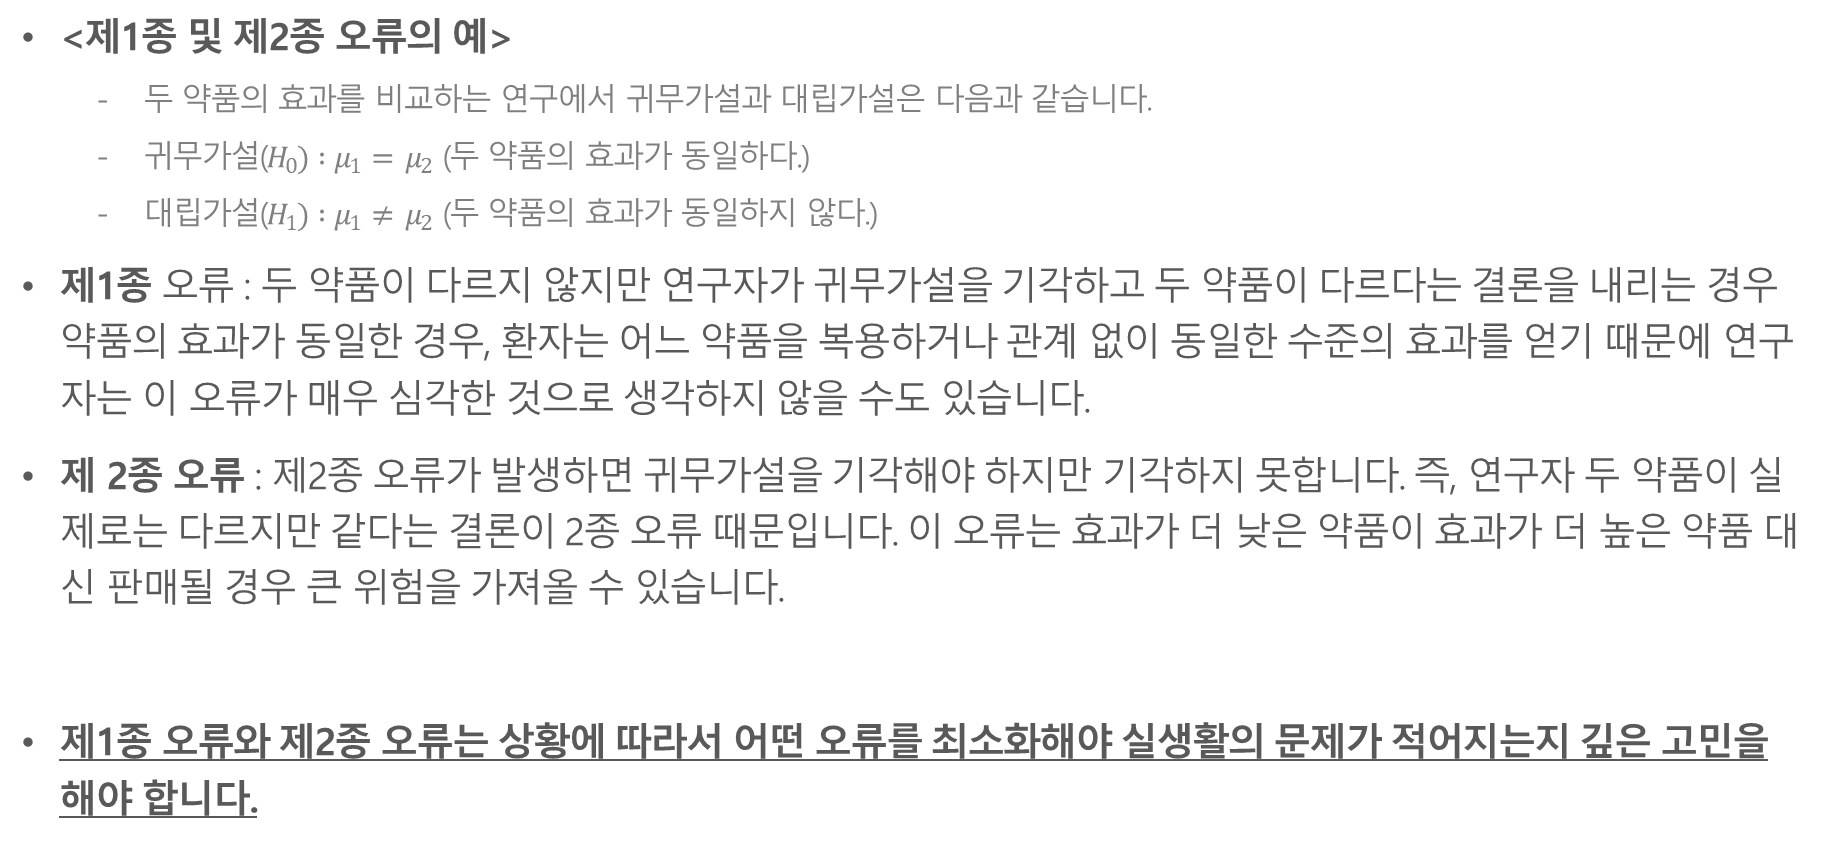 • <제1종 및 제2종 오류의 예>
- 두 약품의 효과를 비교하는 연구에서 귀무가설과 대립가설은 다음과 같습니다.
- 귀무가설(H₀) : μ₁ = μ₂ (두 약품의 효과가 동일하다.)
- 대립가설(H₁) : μ₁ ≠ μ₂ (두 약품의 효과가 동일하지 않다.)
• 제1종 오류 : 두 약품이 다르지 않지만 연구자가 귀무가설을 기각하고 두 약품이 다르다는 결론을 내리는 경우
약품의 효과가 동일한 경우, 환자는 어느 약품을 복용하거나 관계 없이 동일한 수준의 효과를 얻기 때문에 연구
자는 이 오류가 매우 심각한 것으로 생각하지 않을 수도 있습니다.
• 제 2종 오류 : 제2종 오류가 발생하면 귀무가설을 기각해야 하지만 기각하지 못합니다. 즉, 연구자 두 약품이 실
제로는 다르지만 같다는 결론이 2종 오류 때문입니다. 이 오류는 효과가 더 낮은 약품이 효과가 더 높은 약품 대
신 판매될 경우 큰 위험을 가져올 수 있습니다.
• 제1종 오류와 제2종 오류는 상황에 따라서 어떤 오류를 최소화해야 실생활의 문제가 적어지는지 깊은 고민을
해야 합니다.